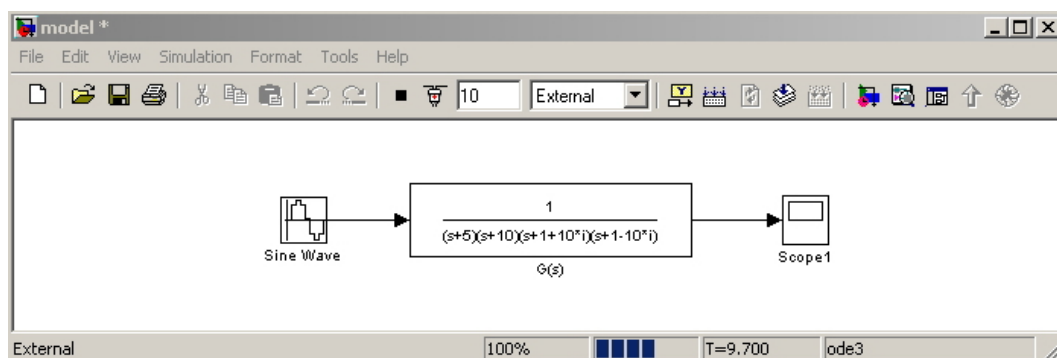 model *
File Edit View Simulation Format Tools Help
10 External
1
(s+5)(s+10)(s+1+10*i)(s+1-10*i)
Sine Wave
G(s)
Scope1
External 100% T=9.700 ode3